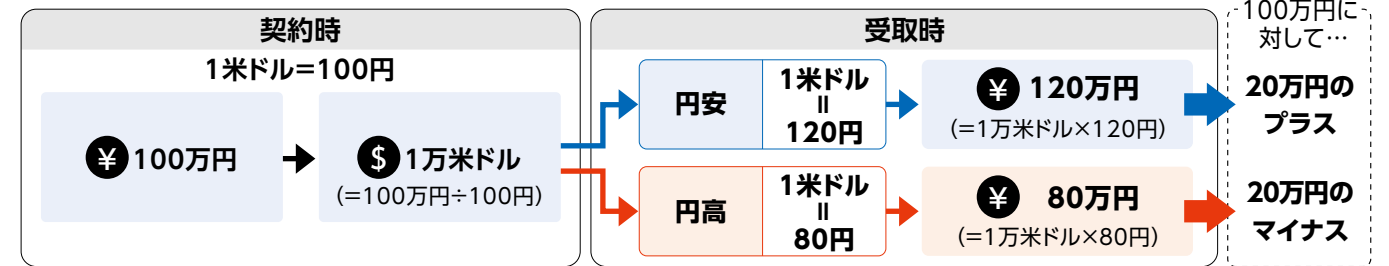 契約時
1米ドル=100円
¥ 100万円
$ 1万米ドル
(=100万円÷100円)
受取時
円安
1米ドル
=
120円
¥ 120万円
(=1万米ドル×120円)
円高
1米ドル
=
80円
¥ 80万円
(=1万米ドル×80円)
100万円に
対して…
20万円の
プラス
20万円の
マイナス